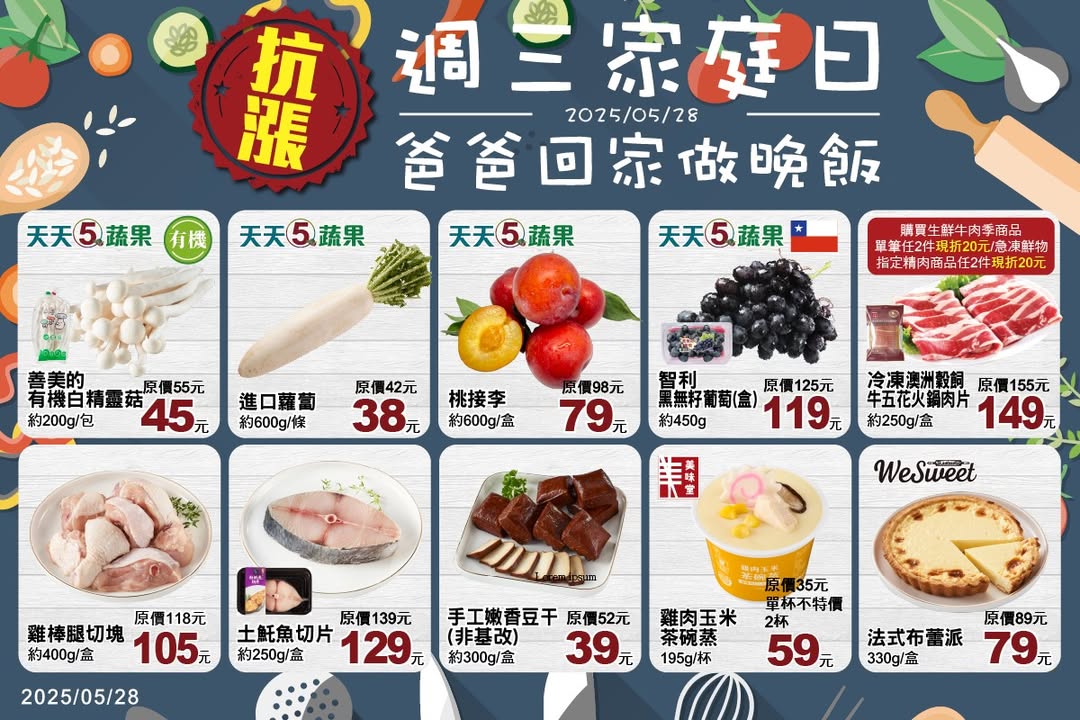 抗漲
週三家庭日
2025/05/28
爸爸回家做晚飯
天天5蔬果
有機
善美的
有機白精靈菇
約200g/包
原價55元
45元
天天5蔬果
進口蘿蔔
約600g/條
原價42元
38元
天天5蔬果
桃接李
約600g/盒
原價98元
79元
天天5蔬果
智利
黑無籽葡萄(盒)
約450g
原價125元
119元
購買生鮮牛肉季商品
單筆任2件現折20元/急凍鮮物
指定精肉商品任2件現折20元
冷凍澳洲穀飼
牛五花火鍋肉片
約250g/盒
原價155元
149元
雞棒腿切塊
約400g/盒
原價118元
105元
土魠魚切片
約250g/盒
原價139元
129元
Loremipsum
手工嫩香豆干
(非基改)
約300g/盒
原價52元
39元
美味堂
雞肉玉米
茶碗蒸
195g/杯
原價35元
單杯不特價
2杯
59元
WeSweet
法式布蕾派
330g/盒
原價89元
79元
2025/05/28